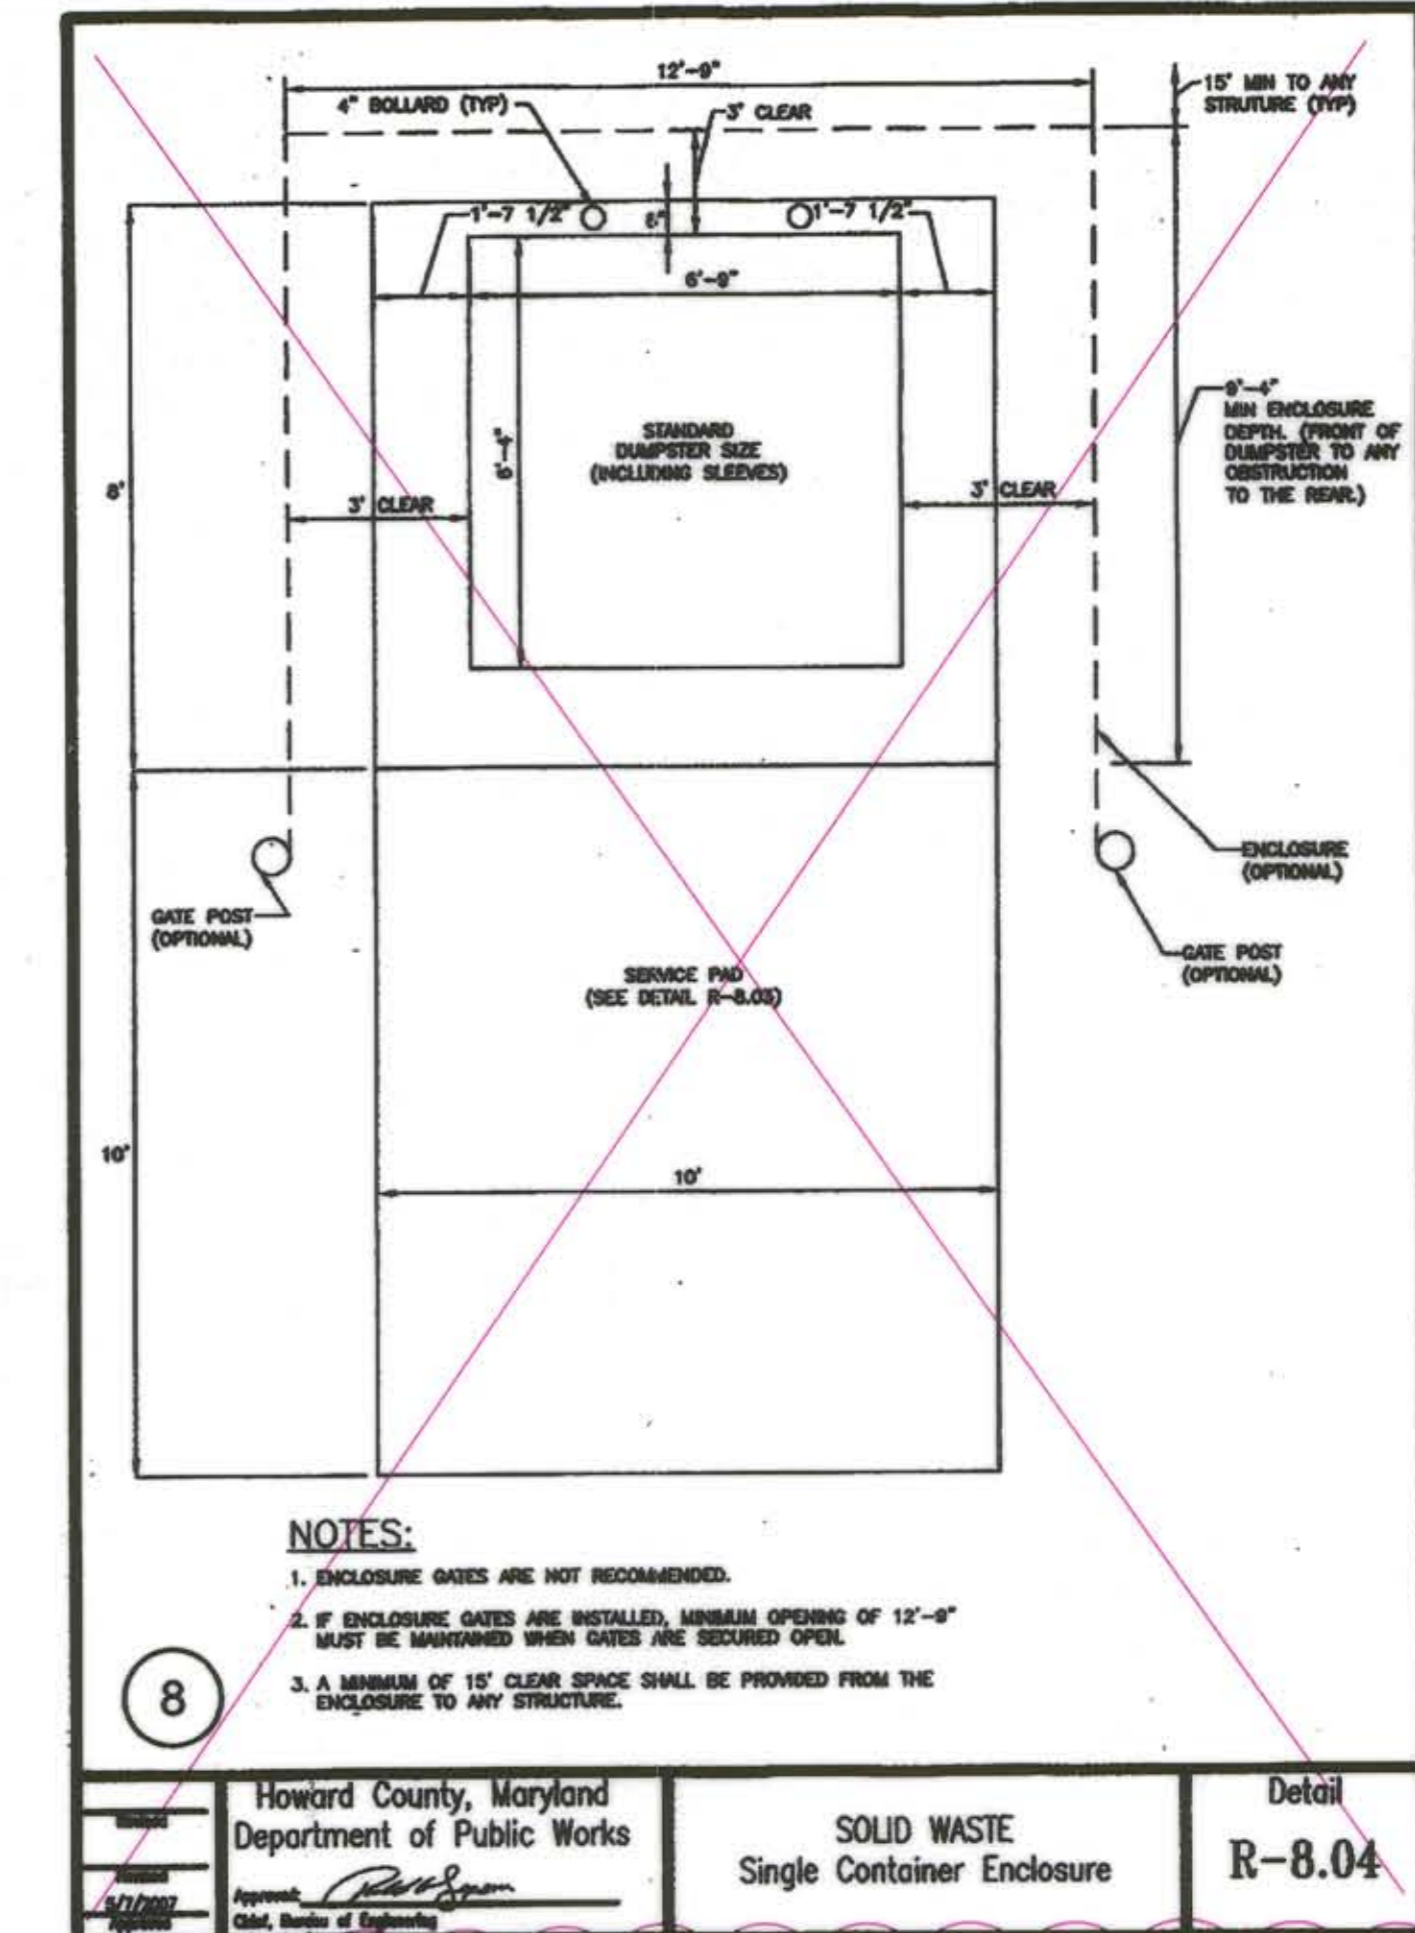 12'-9"
15' MIN TO ANY
STRUTURE (TYP)
4" BOLLARD (TYP)
3' CLEAR
1'-7 1/2"
6"
1'-7 1/2"
6'-9"
9'-4"
MIN ENCLOSURE
DEPTH. (FRONT OF
DUMPSTER TO ANY
OBSTRUCTION
TO THE REAR.)
STANDARD
DUMPSTER SIZE
(INCLUDING SLEEVES)
6'-4"
8'
3' CLEAR
3' CLEAR
ENCLOSURE
(OPTIONAL)
GATE POST
(OPTIONAL)
GATE POST
(OPTIONAL)
SERVICE PAD
(SEE DETAIL R-8.03)
10'
10'
NOTES:
1. ENCLOSURE GATES ARE NOT RECOMMENDED.
2. IF ENCLOSURE GATES ARE INSTALLED, MINIMUM OPENING OF 12'-9"
MUST BE MAINTAINED WHEN GATES ARE SECURED OPEN.
3. A MINIMUM OF 15' CLEAR SPACE SHALL BE PROVIDED FROM THE
ENCLOSURE TO ANY STRUCTURE.
8
Revised
Revised
5/7/2007
Approved
Howard County, Maryland
Department of Public Works
Approved:
Chief, Bureau of Engineering
SOLID WASTE
Single Container Enclosure
Detail
R-8.04